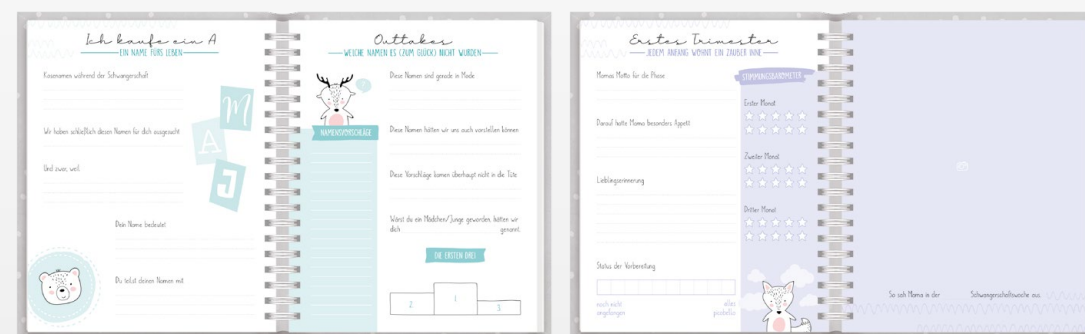 Ich kaufe ein A
EIN NAME FÜRS LEBEN
Kosenamen während der Schwangerschaft
Wir haben schließlich diesen Namen für dich ausgesucht:
Und zwar, weil:
M
A
J
Dein Name bedeutet:
Du teilst deinen Namen mit:
Outtakes
WELCHE NAMEN ES (ZUM GLÜCK) NICHT WURDEN
NAMENSVORSCHLÄGE
Diese Namen sind gerade in Mode:
Diese Namen hätten wir uns auch vorstellen können:
Diese Vorschläge kamen überhaupt nicht in die Tüte:
Wärst du ein Mädchen/Junge geworden, hätten wir
dich genannt.
DIE ERSTEN DREI
2
1
3
Erstes Trimester
JEDEM ANFANG WOHNT EIN ZAUBER INNE
Mamas Motto für die Phase:
Darauf hatte Mama besonders Appetit:
Lieblingserinnerung:
Status der Vorbereitung:
noch nicht
angefangen
alles
paletti
STIMMUNGSBAROMETER
Erster Monat:
Zweiter Monat:
Dritter Monat:
So sah Mama in der Schwangerschaftswoche aus.